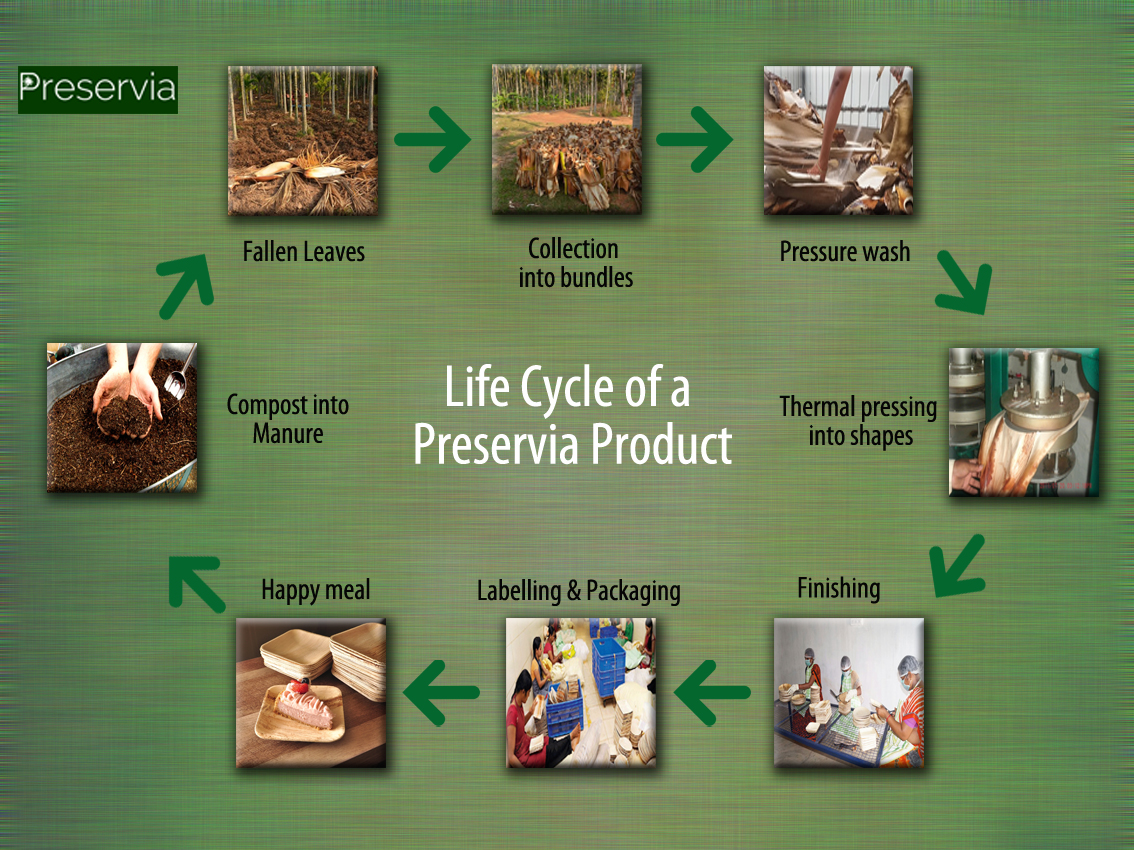 Preservia
Fallen Leaves
Collection
into bundles
Pressure wash
Life Cycle of a
Preservia Product
Compost into
Manure
Thermal pressing
into shapes
Happy meal
Labelling & Packaging
Finishing